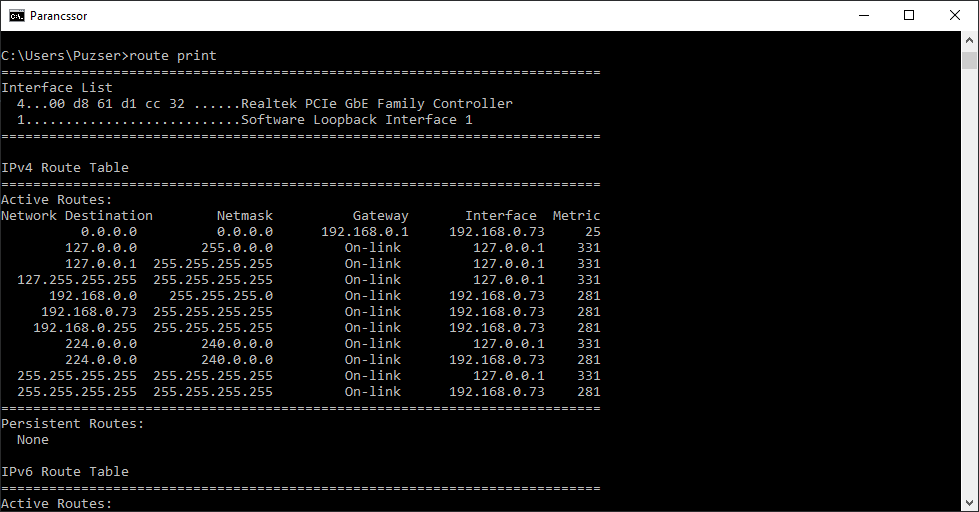 Parancssor
C:\Users\Puzser>route print
===========================================================================
Interface List
  4...00 d8 61 d1 cc 32 ......Realtek PCIe GbE Family Controller
  1...........................Software Loopback Interface 1
===========================================================================
IPv4 Route Table
===========================================================================
Active Routes:
Network Destination        Netmask          Gateway       Interface  Metric
          0.0.0.0          0.0.0.0      192.168.0.1     192.168.0.73     25
        127.0.0.0        255.0.0.0         On-link         127.0.0.1    331
        127.0.0.1  255.255.255.255         On-link         127.0.0.1    331
  127.255.255.255  255.255.255.255         On-link         127.0.0.1    331
      192.168.0.0    255.255.255.0         On-link      192.168.0.73    281
     192.168.0.73  255.255.255.255         On-link      192.168.0.73    281
    192.168.0.255  255.255.255.255         On-link      192.168.0.73    281
        224.0.0.0        240.0.0.0         On-link         127.0.0.1    331
        224.0.0.0        240.0.0.0         On-link      192.168.0.73    281
  255.255.255.255  255.255.255.255         On-link         127.0.0.1    331
  255.255.255.255  255.255.255.255         On-link      192.168.0.73    281
===========================================================================
Persistent Routes:
  None
IPv6 Route Table
===========================================================================
Active Routes: